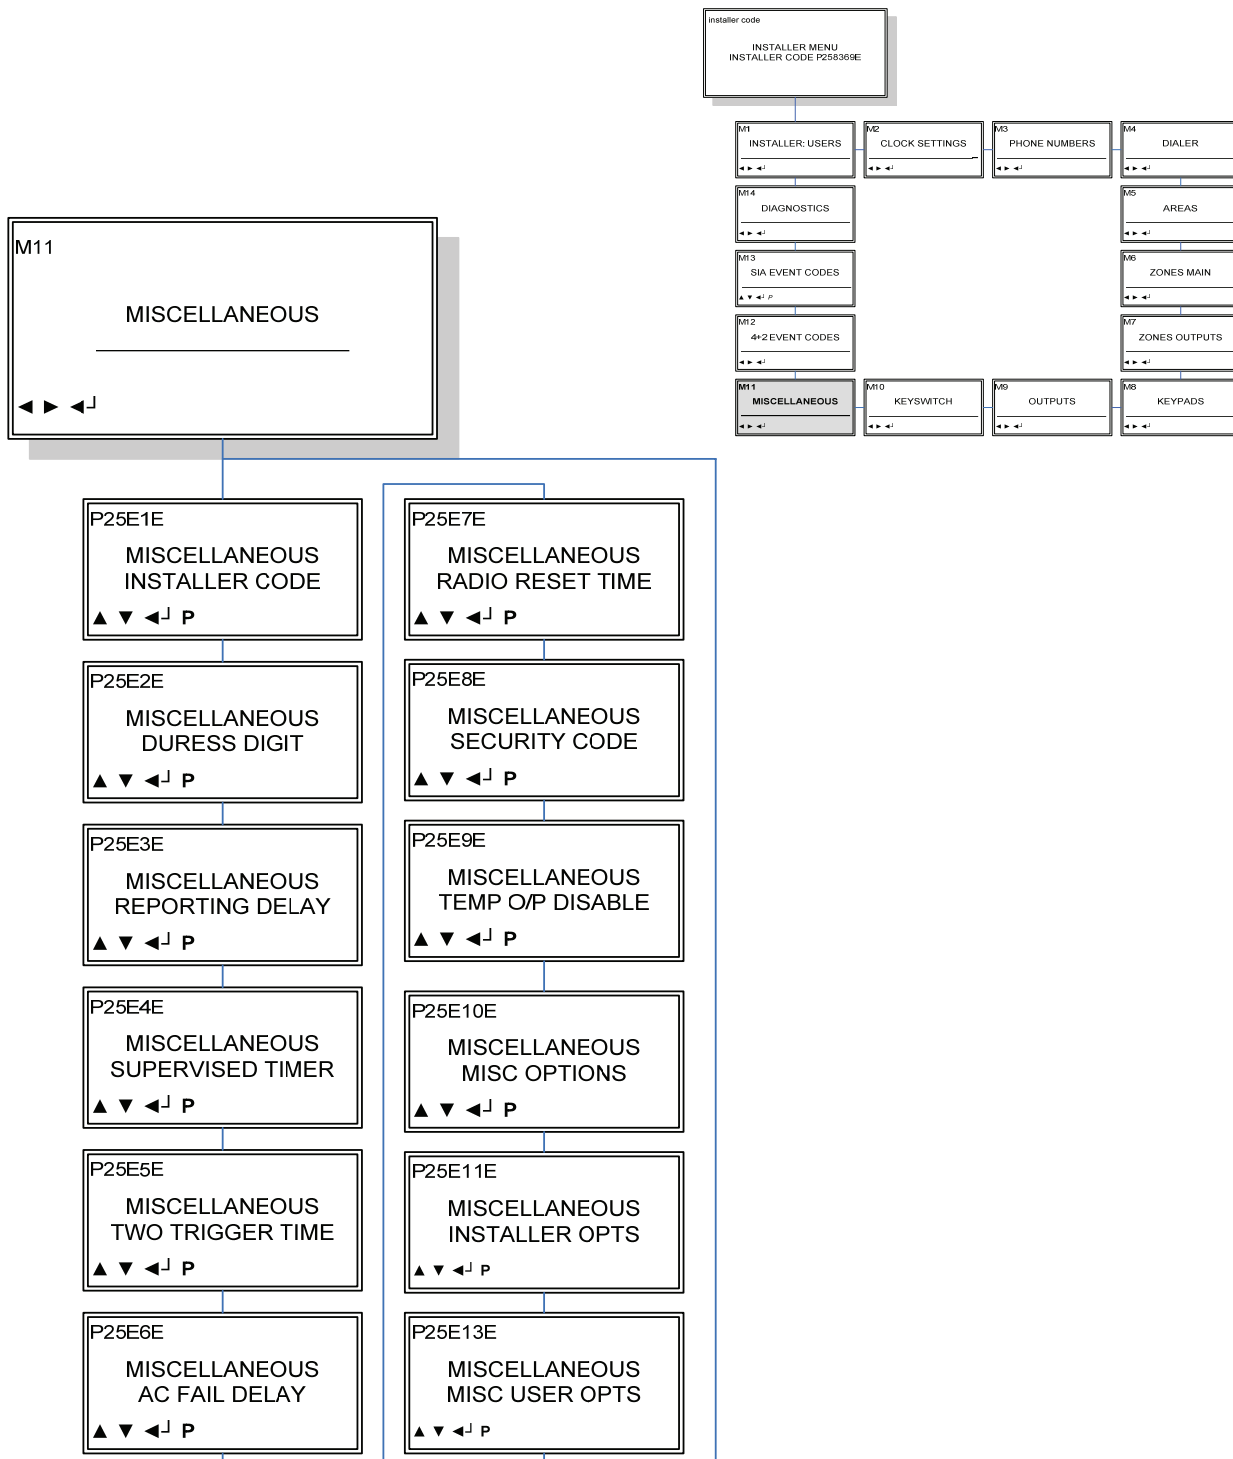 installer code
INSTALLER MENU
INSTALLER CODE P258369E
M1
INSTALLER: USERS
M2
CLOCK SETTINGS
M3
PHONE NUMBERS
M4
DIALER
M14
DIAGNOSTICS
M5
AREAS
M13
SIA EVENT CODES
P
M6
ZONES MAIN
M12
4+2 EVENT CODES
M7
ZONES OUTPUTS
M11
MISCELLANEOUS
M10
KEYSWITCH
M9
OUTPUTS
M8
KEYPADS
M11
MISCELLANEOUS
P25E1E
MISCELLANEOUS
INSTALLER CODE
P
P25E2E
MISCELLANEOUS
DURESS DIGIT
P
P25E3E
MISCELLANEOUS
REPORTING DELAY
P
P25E4E
MISCELLANEOUS
SUPERVISED TIMER
P
P25E5E
MISCELLANEOUS
TWO TRIGGER TIME
P
P25E6E
MISCELLANEOUS
AC FAIL DELAY
P
P25E7E
MISCELLANEOUS
RADIO RESET TIME
P
P25E8E
MISCELLANEOUS
SECURITY CODE
P
P25E9E
MISCELLANEOUS
TEMP O/P DISABLE
P
P25E10E
MISCELLANEOUS
MISC OPTIONS
P
P25E11E
MISCELLANEOUS
INSTALLER OPTS
P
P25E13E
MISCELLANEOUS
MISC USER OPTS
P